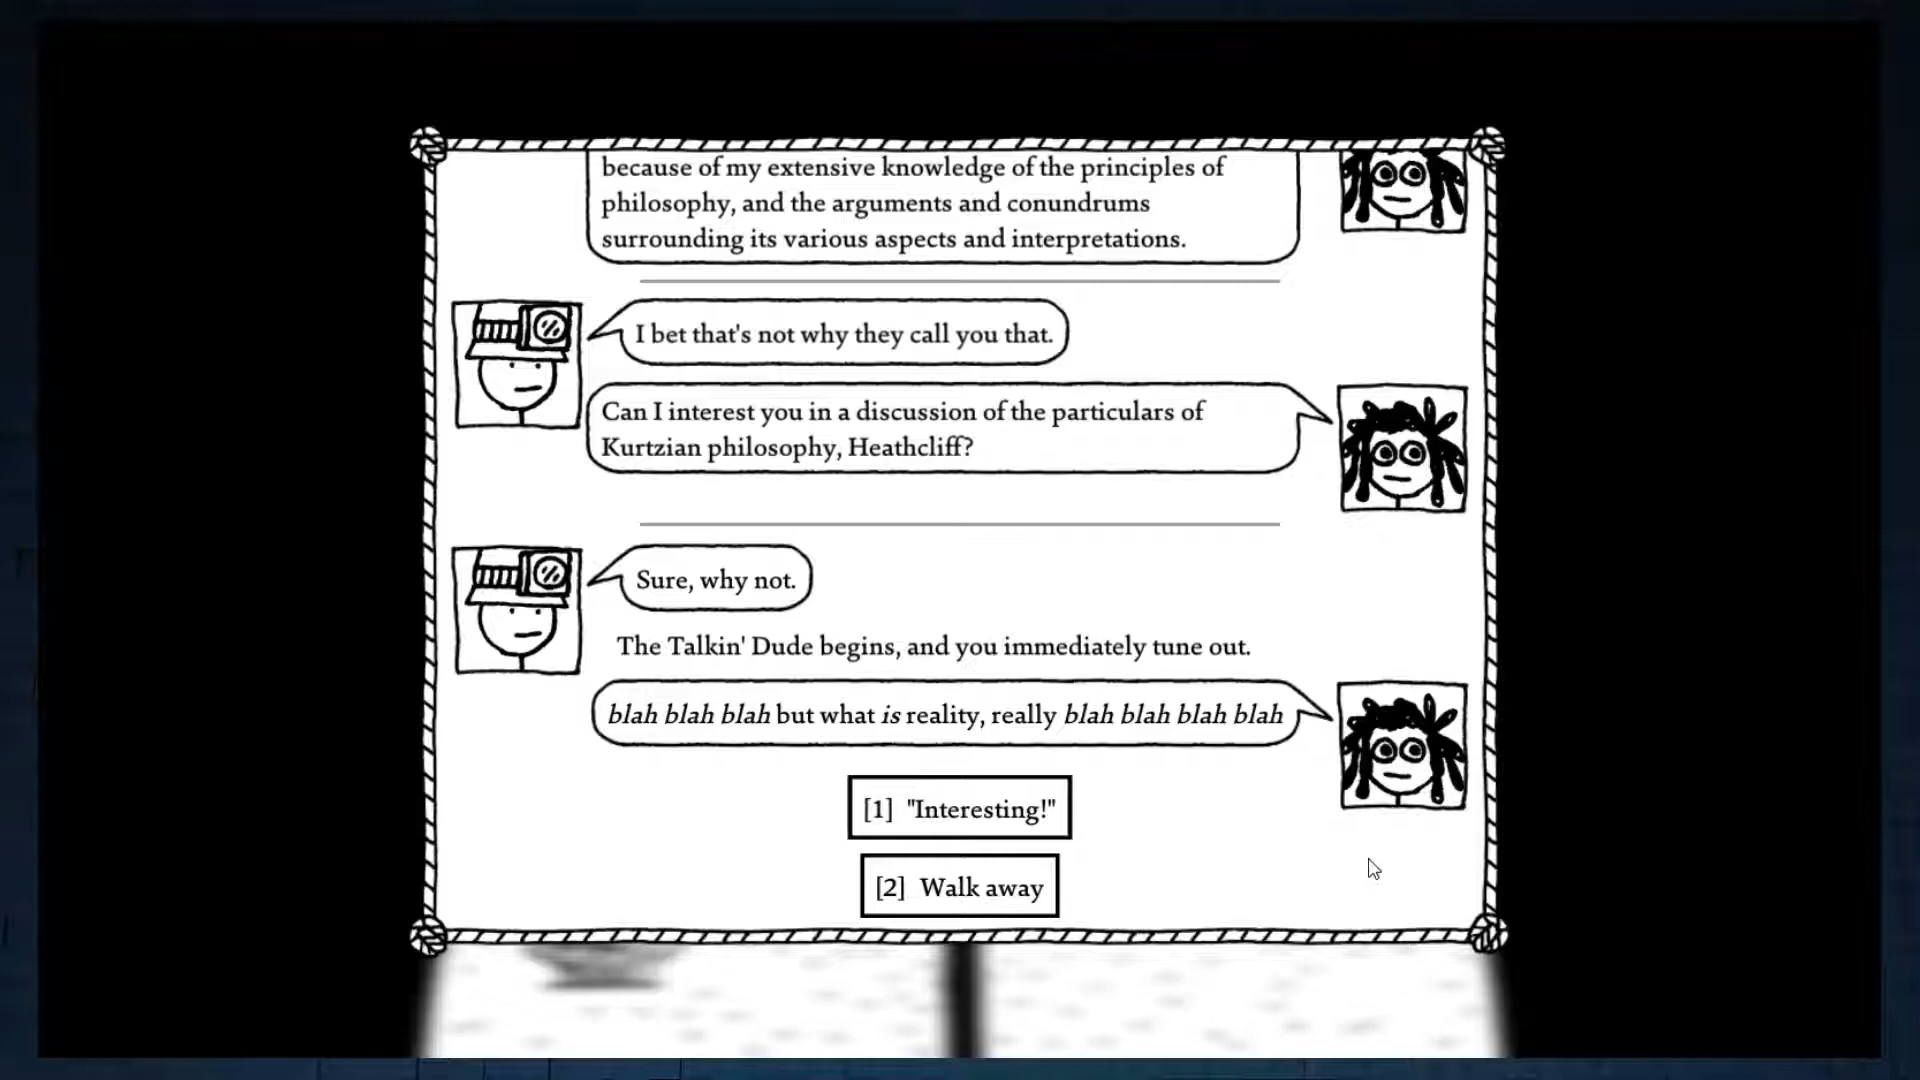 because of my extensive knowledge of the principles of
philosophy, and the arguments and conundrums
surrounding its various aspects and interpretations.
I bet that's not why they call you that.
Can I interest you in a discussion of the particulars of
Kurtzian philosophy, Heathcliff?
Sure, why not.
The Talkin' Dude begins, and you immediately tune out.
blah blah blah but what is reality, really blah blah blah blah
[1] "Interesting!"
[2] Walk away